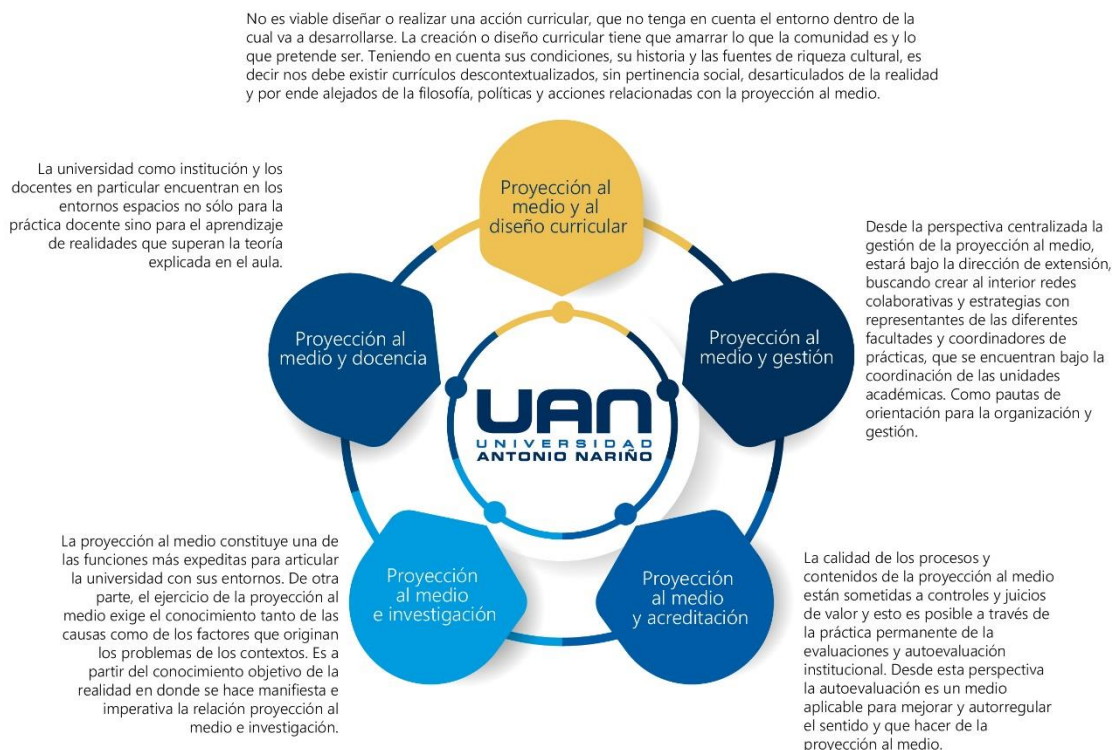 No es viable diseñar o realizar una acción curricular, que no tenga en cuenta el entorno dentro de la
cual va a desarrollarse. La creación o diseño curricular tiene que amarrar lo que la comunidad es y lo
que pretende ser. Teniendo en cuenta sus condiciones, su historia y las fuentes de riqueza cultural, es
decir nos debe existir currículos descontextualizados, sin pertinencia social, desarticulados de la realidad
y por ende alejados de la filosofía, políticas y acciones relacionadas con la proyección al medio.
Proyección al
medio y al
diseño curricular
La universidad como institución y los
docentes en particular encuentran en los
entornos espacios no sólo para la
práctica docente sino para el aprendizaje
de realidades que superan la teoría
explicada en el aula.
Proyección al
medio y docencia
Proyección al
medio y gestión
Desde la perspectiva centralizada la
gestión de la proyección al medio,
estará bajo la dirección de extensión,
buscando crear al interior redes
colaborativas y estrategias con
representantes de las diferentes
facultades y coordinadores de
prácticas, que se encuentran bajo la
coordinación de las unidades
académicas. Como pautas de
orientación para la organización y
gestión.
UAN
UNIVERSIDAD
ANTONIO NARIÑO
La proyección al medio constituye una de
las funciones más expeditas para articular
la universidad con sus entornos. De otra
parte, el ejercicio de la proyección al
medio exige el conocimiento tanto de las
causas como de los factores que originan
los problemas de los contextos. Es a
partir del conocimiento objetivo de la
realidad en donde se hace manifiesta e
imperativa la relación proyección al
medio e investigación.
Proyección
al medio
e investigación
Proyección
al medio
y acreditación
La calidad de los procesos y
contenidos de la proyección al medio
están sometidas a controles y juicios
de valor y esto es posible a través de
la práctica permanente de la
evaluaciones y autoevaluación
institucional. Desde esta perspectiva
la autoevaluación es un medio
aplicable para mejorar y autorregular
el sentido y que hacer de la
proyección al medio.